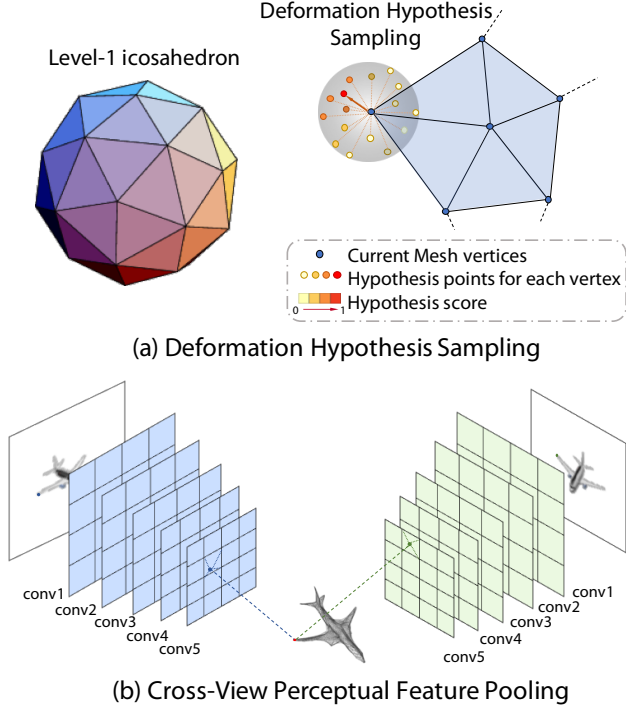 Deformation Hypothesis
Sampling
Level-1 icosahedron
Current Mesh vertices
Hypothesis points for each vertex
Hypothesis score
0 1
(a) Deformation Hypothesis Sampling
conv1
conv2
conv3
conv4
conv5
conv1
conv2
conv3
conv4
conv5
(b) Cross-View Perceptual Feature Pooling